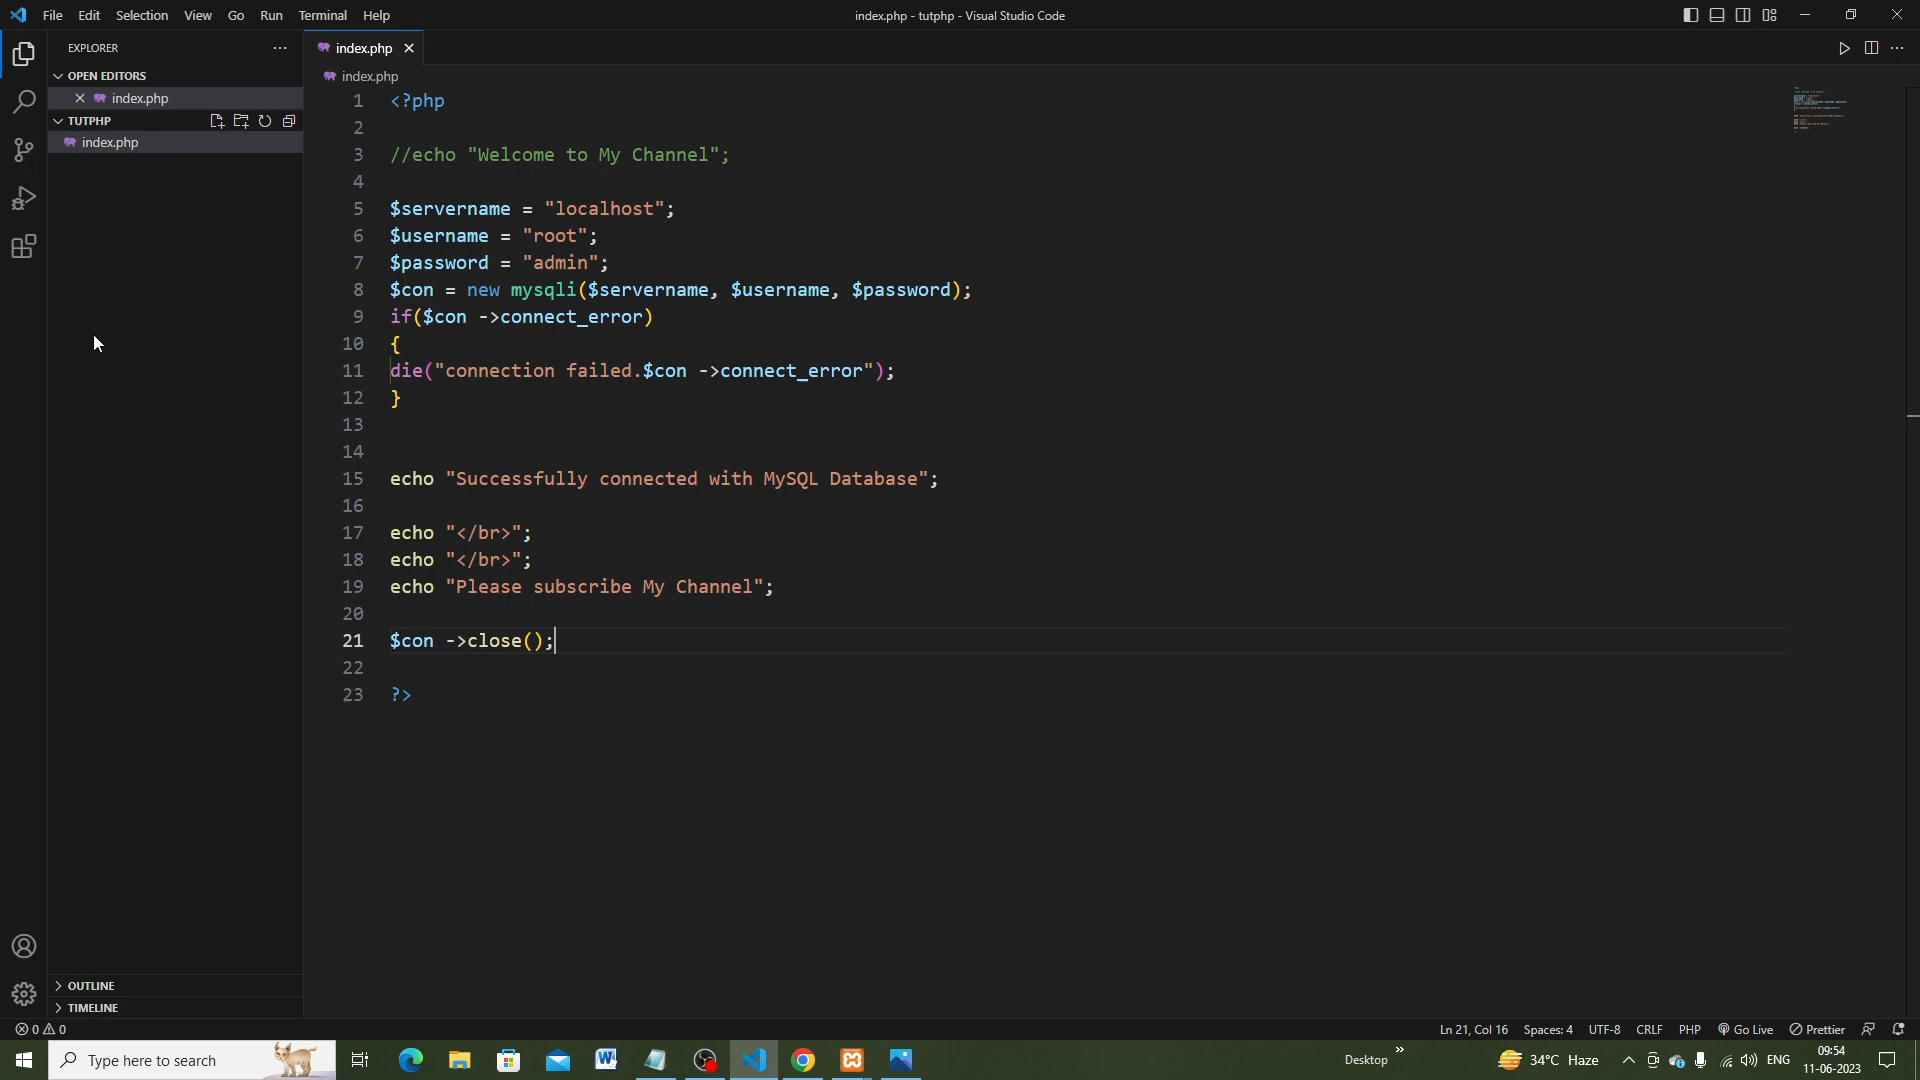 File Edit Selection View Go Run Terminal Help
index.php - tutphp - Visual Studio Code
EXPLORER
OPEN EDITORS
index.php
TUTPHP
index.php
index.php
index.php
1 <?php
2
3 //echo "Welcome to My Channel";
4
5 $servername = "localhost";
6 $username = "root";
7 $password = "admin";
8 $con = new mysqli($servername, $username, $password);
9 if($con ->connect_error)
10 {
11 die("connection failed.$con ->connect_error");
12 }
13
14
15 echo "Successfully connected with MySQL Database";
16
17 echo "</br>";
18 echo "</br>";
19 echo "Please subscribe My Channel";
20
21 $con ->close();
22
23 ?>
OUTLINE
TIMELINE
0 0
Ln 21, Col 16 Spaces: 4 UTF-8 CRLF PHP Go Live Prettier
Type here to search
Desktop
34°C Haze
ENG
09:54
11-06-2023